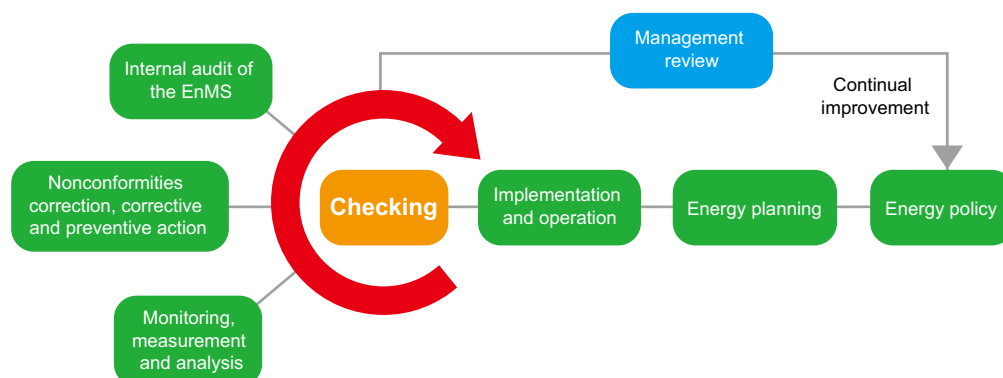 Management
review
Internal audit of
the EnMS
Continual
improvement
Nonconformities
correction, corrective
and preventive action
Checking
Implementation
and operation
Energy planning
Energy policy
Monitoring,
measurement
and analysis